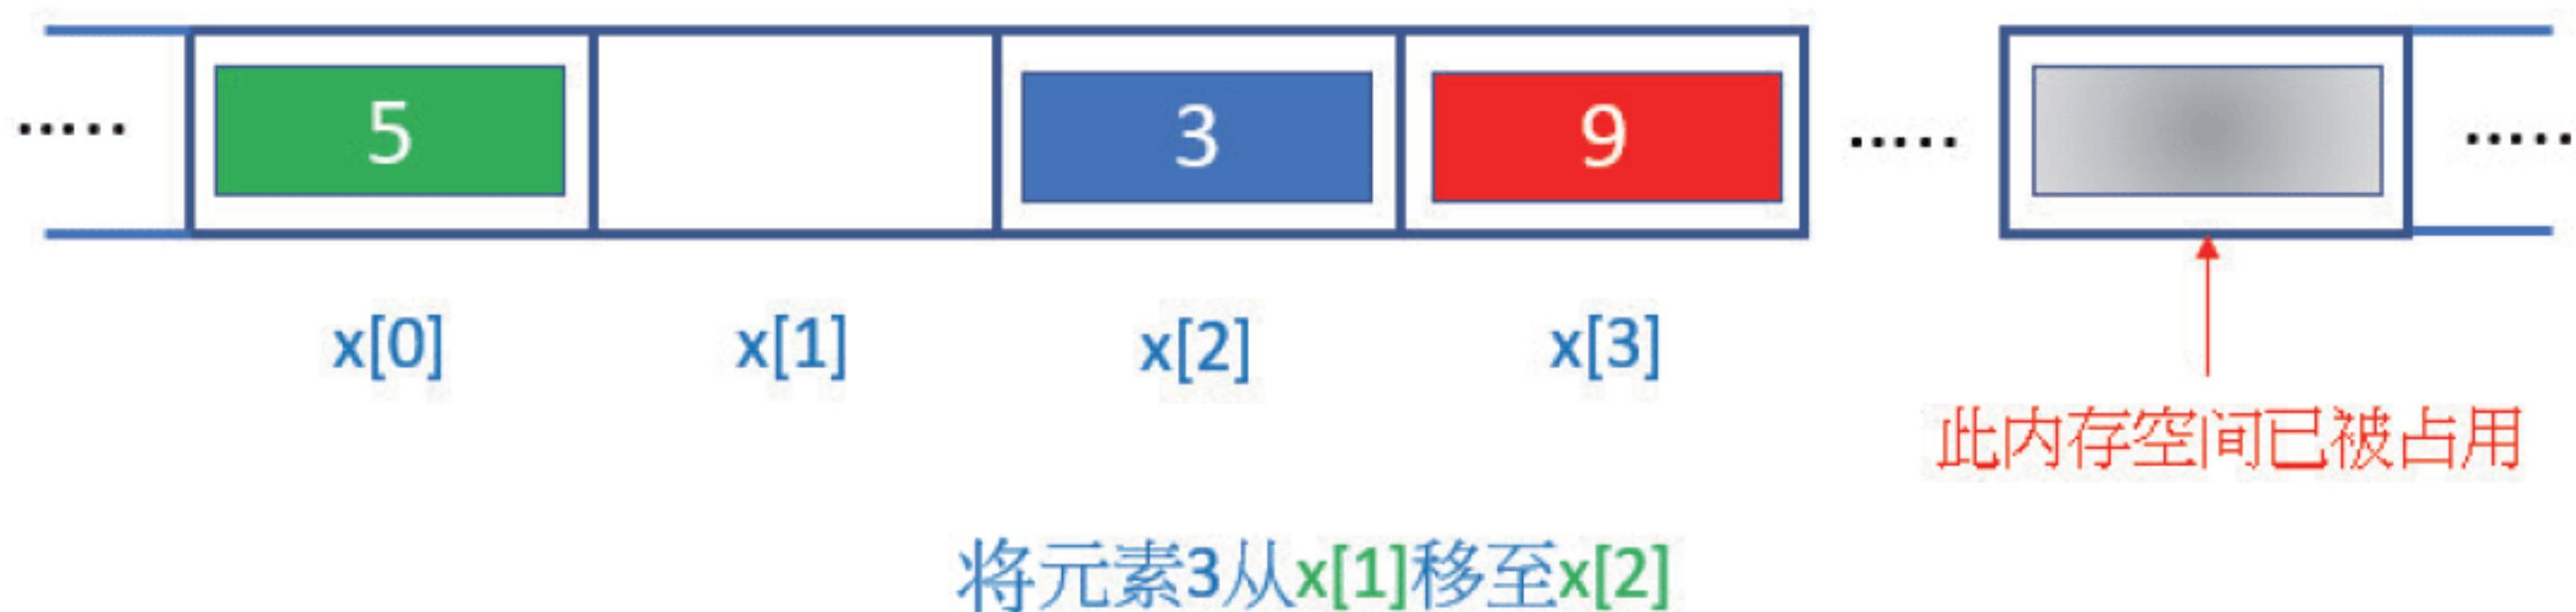 ..... 5 3 9 ..... .....
x[0] x[1] x[2] x[3]
此内存空间已被占用
将元素3从x[1]移至x[2]